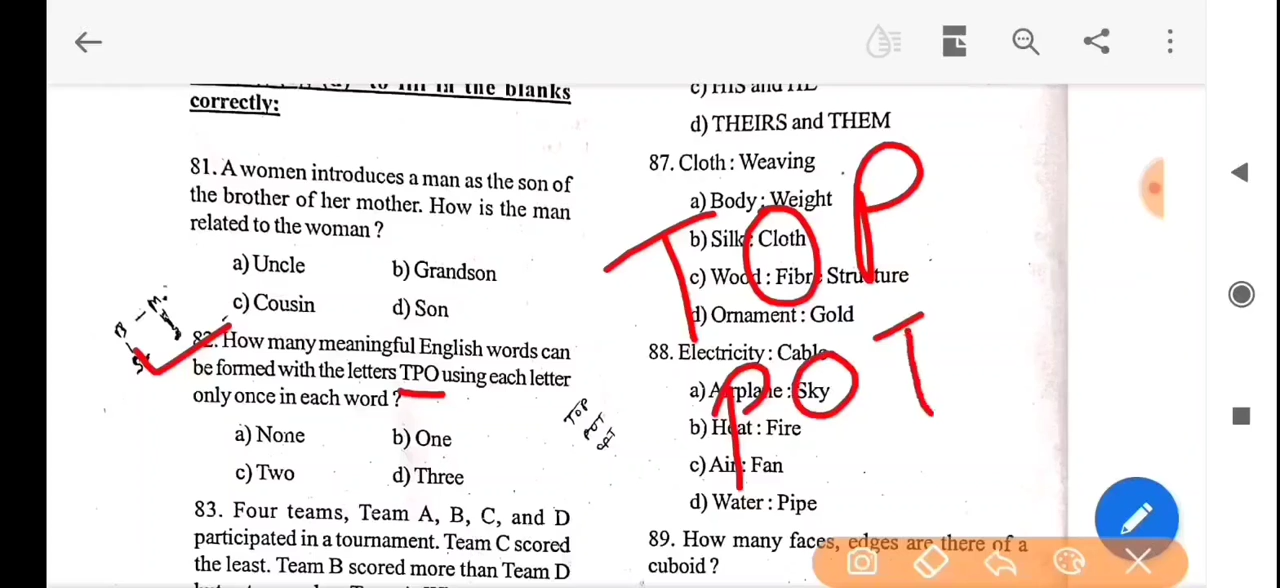 correctly:
81. A women introduces a man as the son of
the brother of her mother. How is the man
related to the woman ?
a) Uncle b) Grandson
c) Cousin d) Son
82. How many meaningful English words can
be formed with the letters TPO using each letter
only once in each word ?
a) None b) One
c) Two d) Three
83. Four teams, Team A, B, C, and D
participated in a tournament. Team C scored
the least. Team B scored more than Team D
TOP
d) THEIRS and THEM
87. Cloth : Weaving
a) Body : Weight
b) Silk : Cloth
c) Wood : Fibre Structure
d) Ornament : Gold
88. Electricity : Cable
a) Airplane : Sky
b) Heat : Fire
c) Air : Fan
d) Water : Pipe
89. How many faces, edges are there of a
cuboid ?
TOP
POT